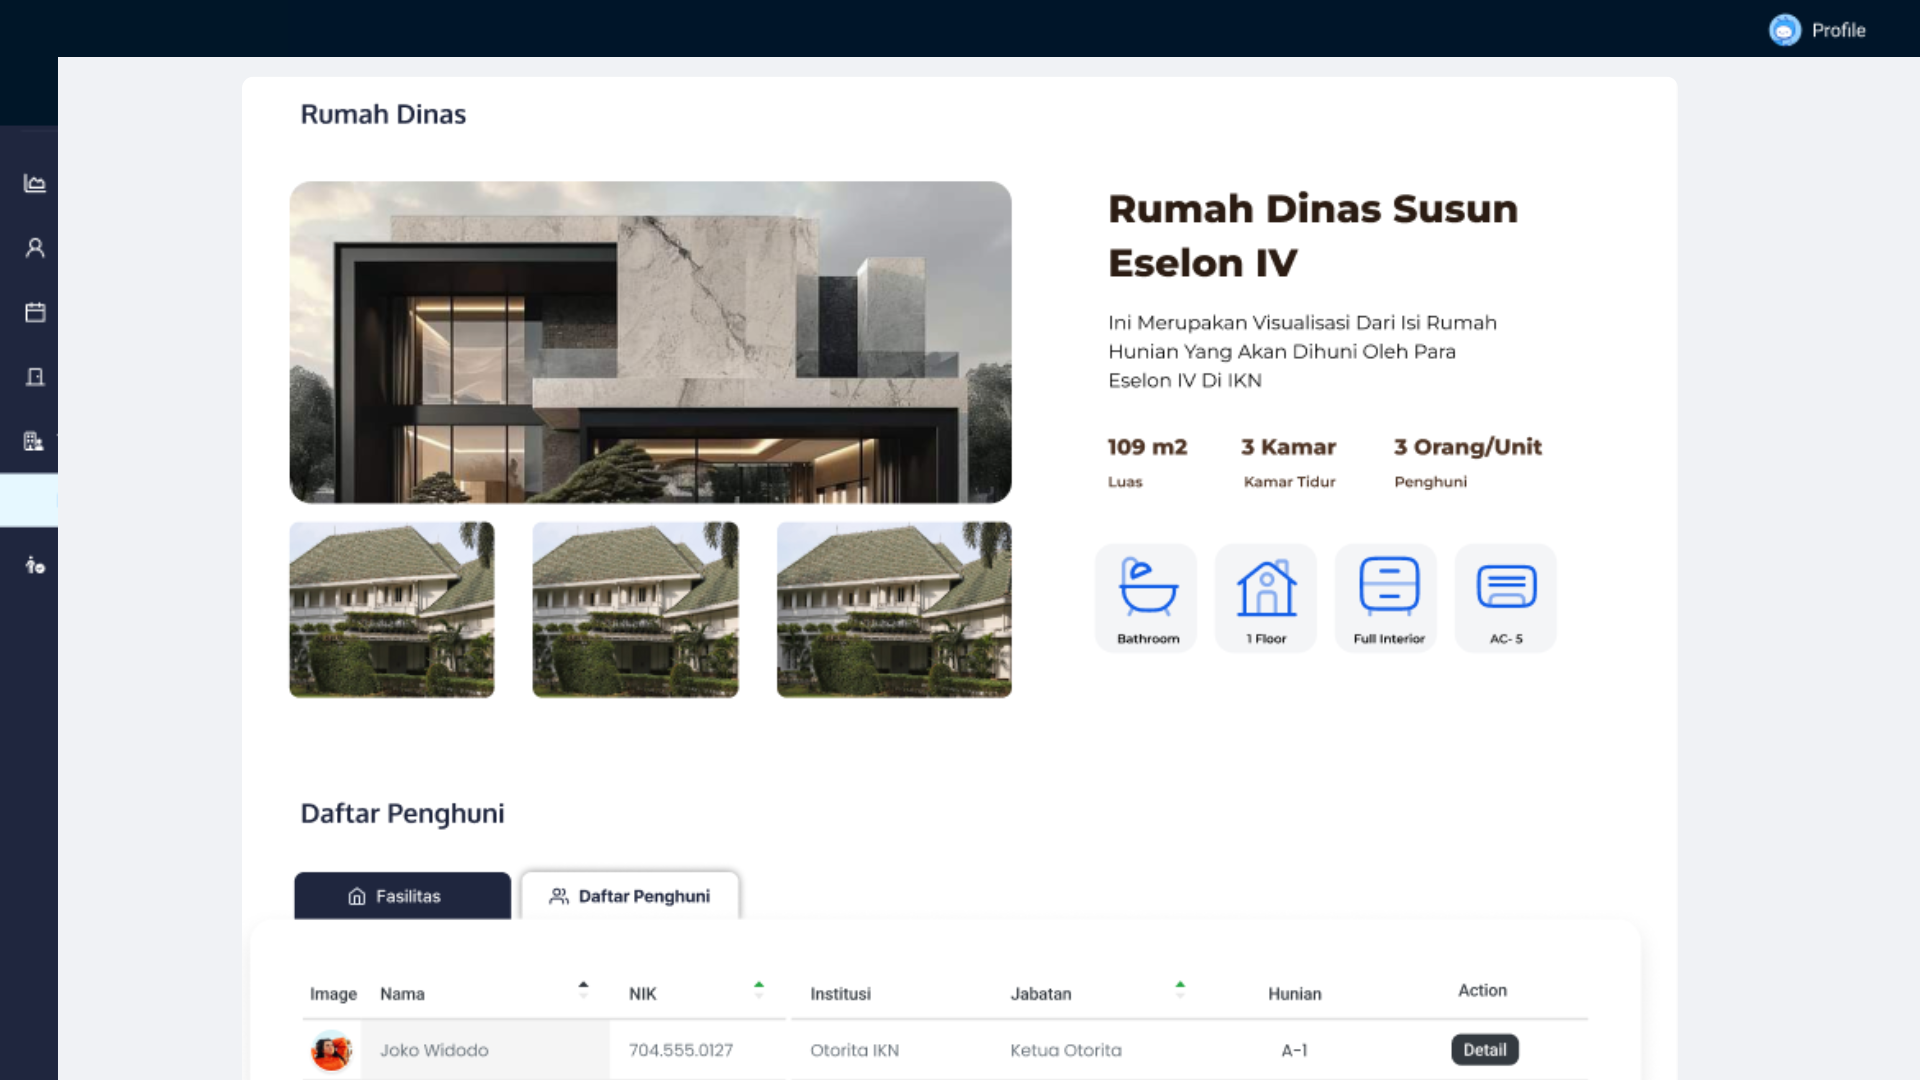 Profile
Rumah Dinas
Rumah Dinas Susun
Eselon IV
Ini Merupakan Visualisasi Dari Isi Rumah
Hunian Yang Akan Dihuni Oleh Para
Eselon IV Di IKN
109 m2 3 Kamar 3 Orang/Unit
Luas Kamar Tidur Penghuni
Bathroom 1 Floor Full Interior AC- 5
Daftar Penghuni
Fasilitas Daftar Penghuni
Image Nama NIK Institusi Jabatan Hunian Action
Joko Widodo 704.555.0127 Otorita IKN Ketua Otorita A-1 Detail